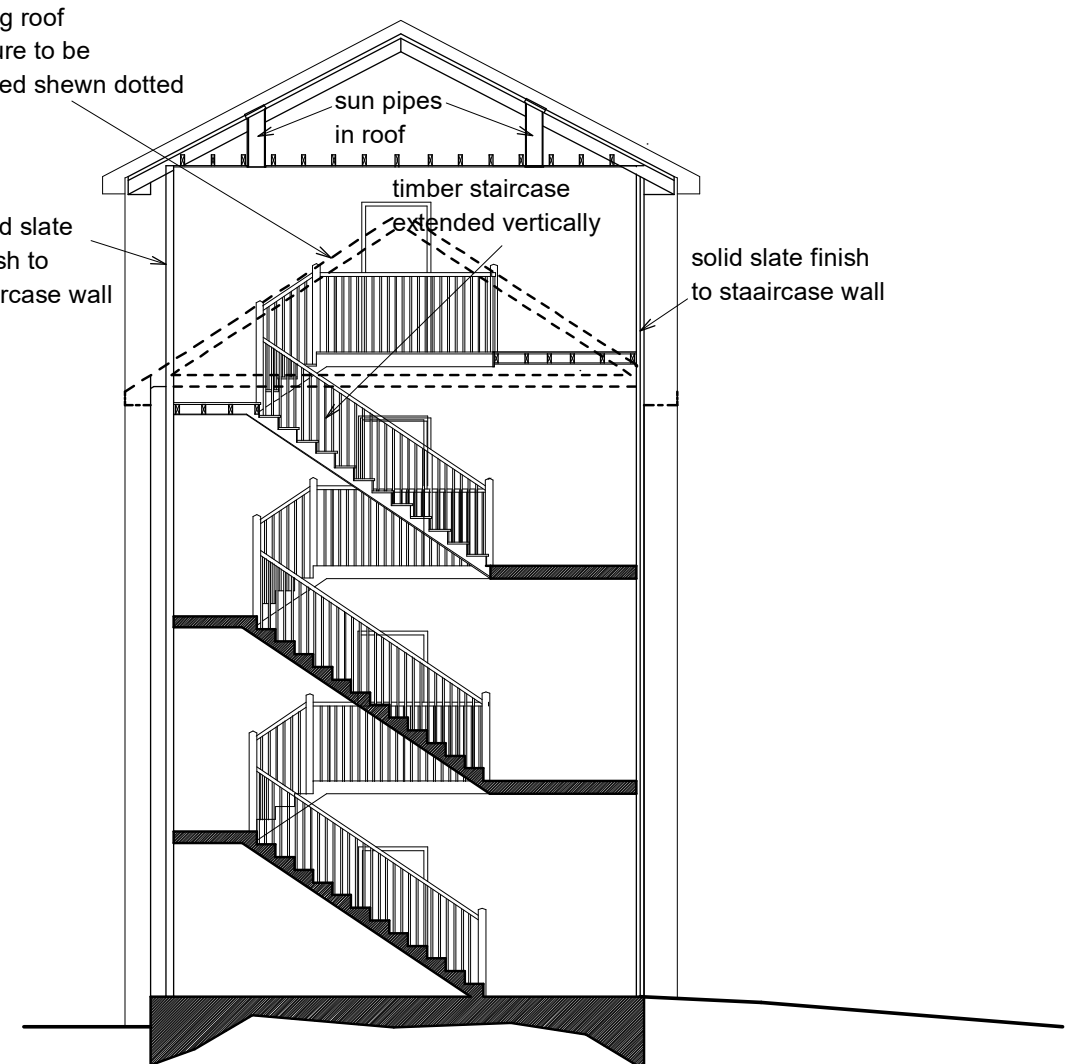 g roof
ure to be
ed shewn dotted
sun pipes
in roof
timber staircase
extended vertically
d slate
sh to
rcase wall
solid slate finish
to staaircase wall